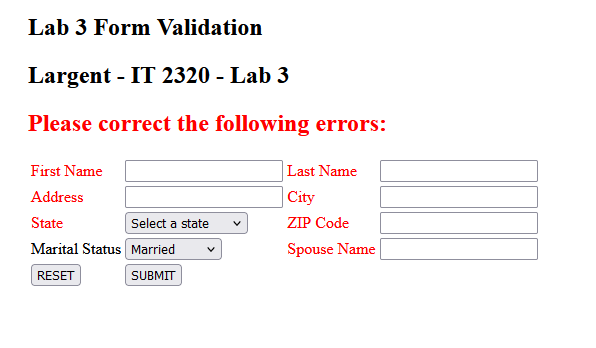 Lab 3 Form Validation
Largent - IT 2320 - Lab 3
Please correct the following errors:
First Name Last Name
Address City
State Select a state ZIP Code
Marital Status Married Spouse Name
RESET SUBMIT